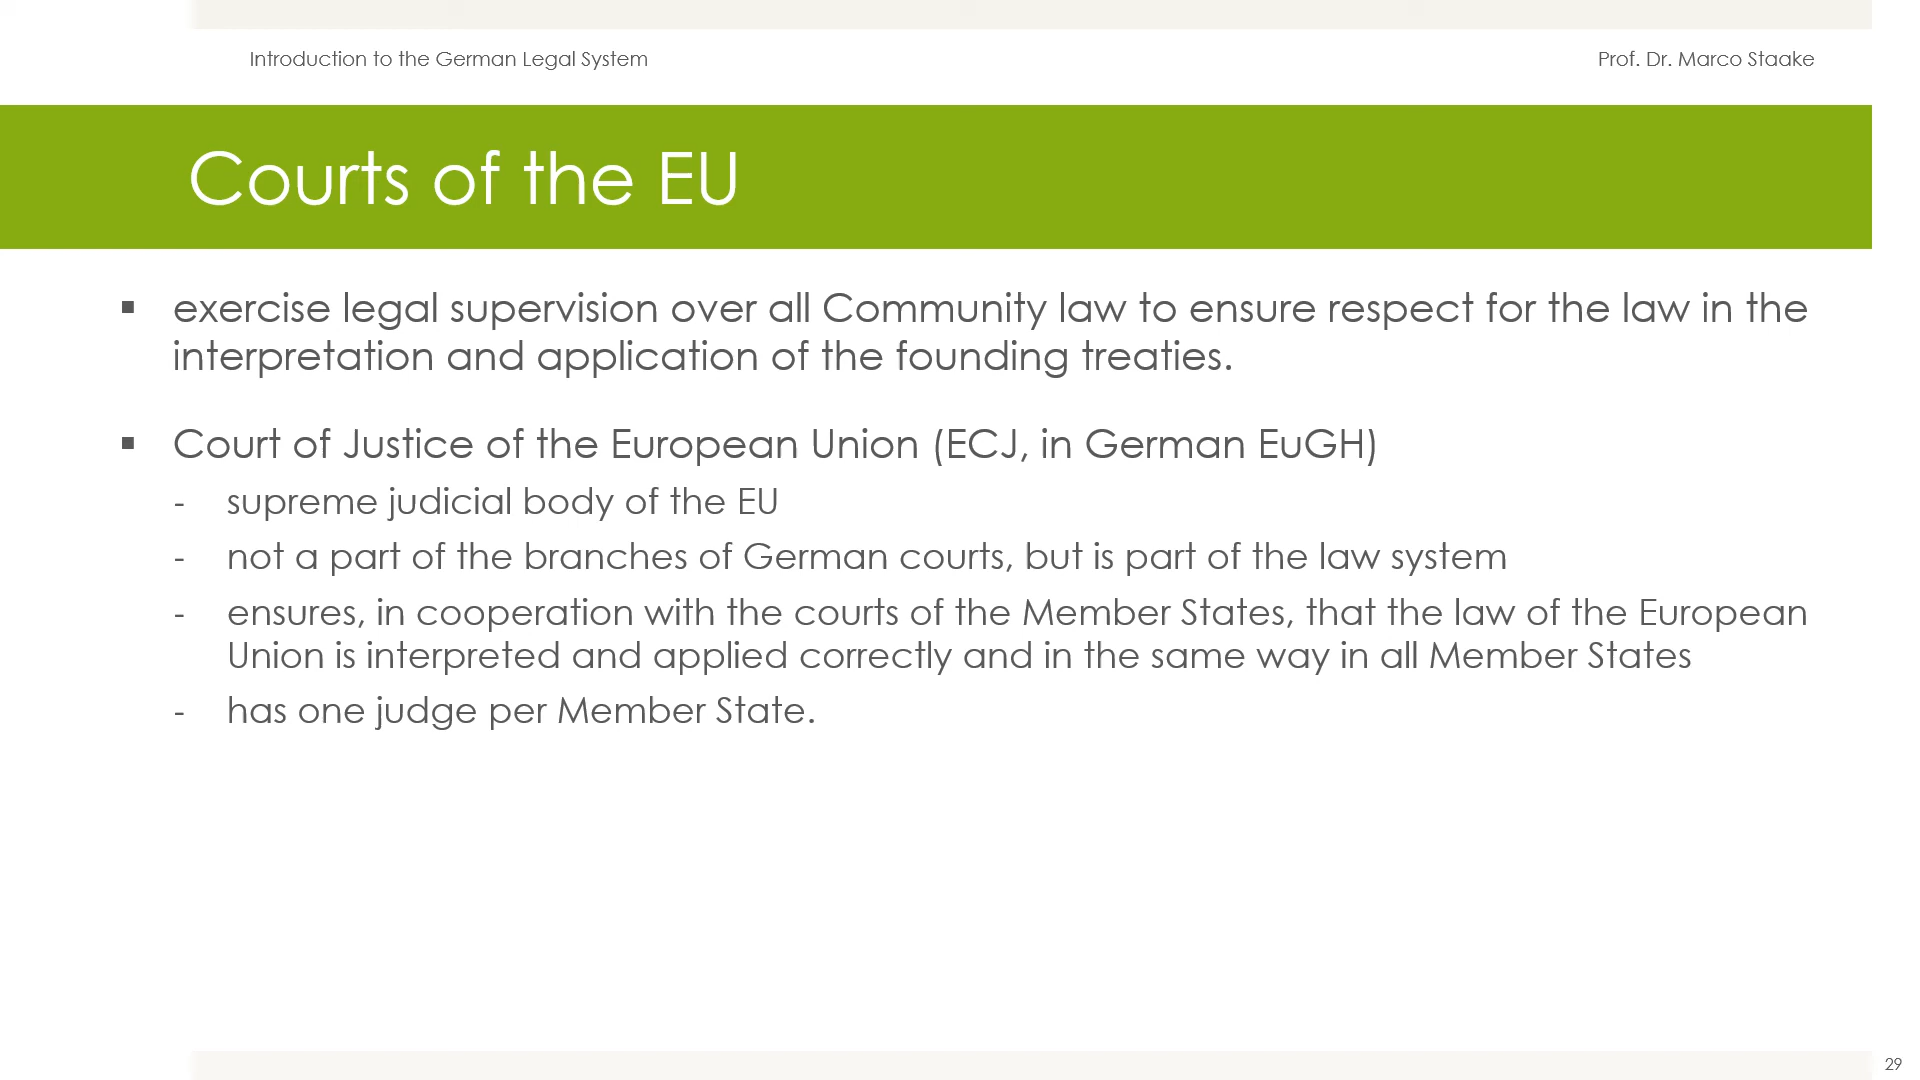 Introduction to the German Legal System
Prof. Dr. Marco Staake
Courts of the EU
▪ exercise legal supervision over all Community law to ensure respect for the law in the
interpretation and application of the founding treaties.
▪ Court of Justice of the European Union (ECJ, in German EuGH)
- supreme judicial body of the EU
- not a part of the branches of German courts, but is part of the law system
- ensures, in cooperation with the courts of the Member States, that the law of the European
Union is interpreted and applied correctly and in the same way in all Member States
- has one judge per Member State.
29